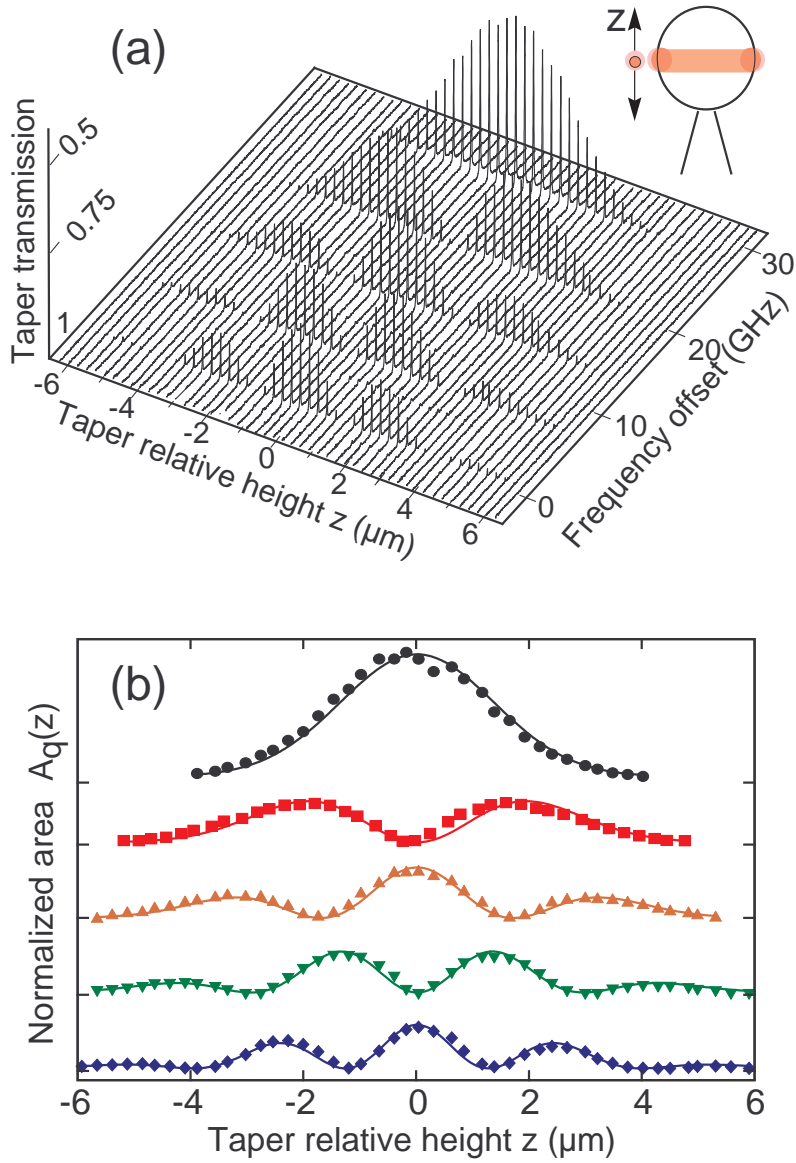 (a)
Z
Taper transmission
0.5
0.75
1
-6
-4
-2
0
2
4
6
Taper relative height z (µm)
0
10
20
30
Frequency offset (GHz)
(b)
Normalized area Aq(z)
-6
-4
-2
0
2
4
6
Taper relative height z (µm)